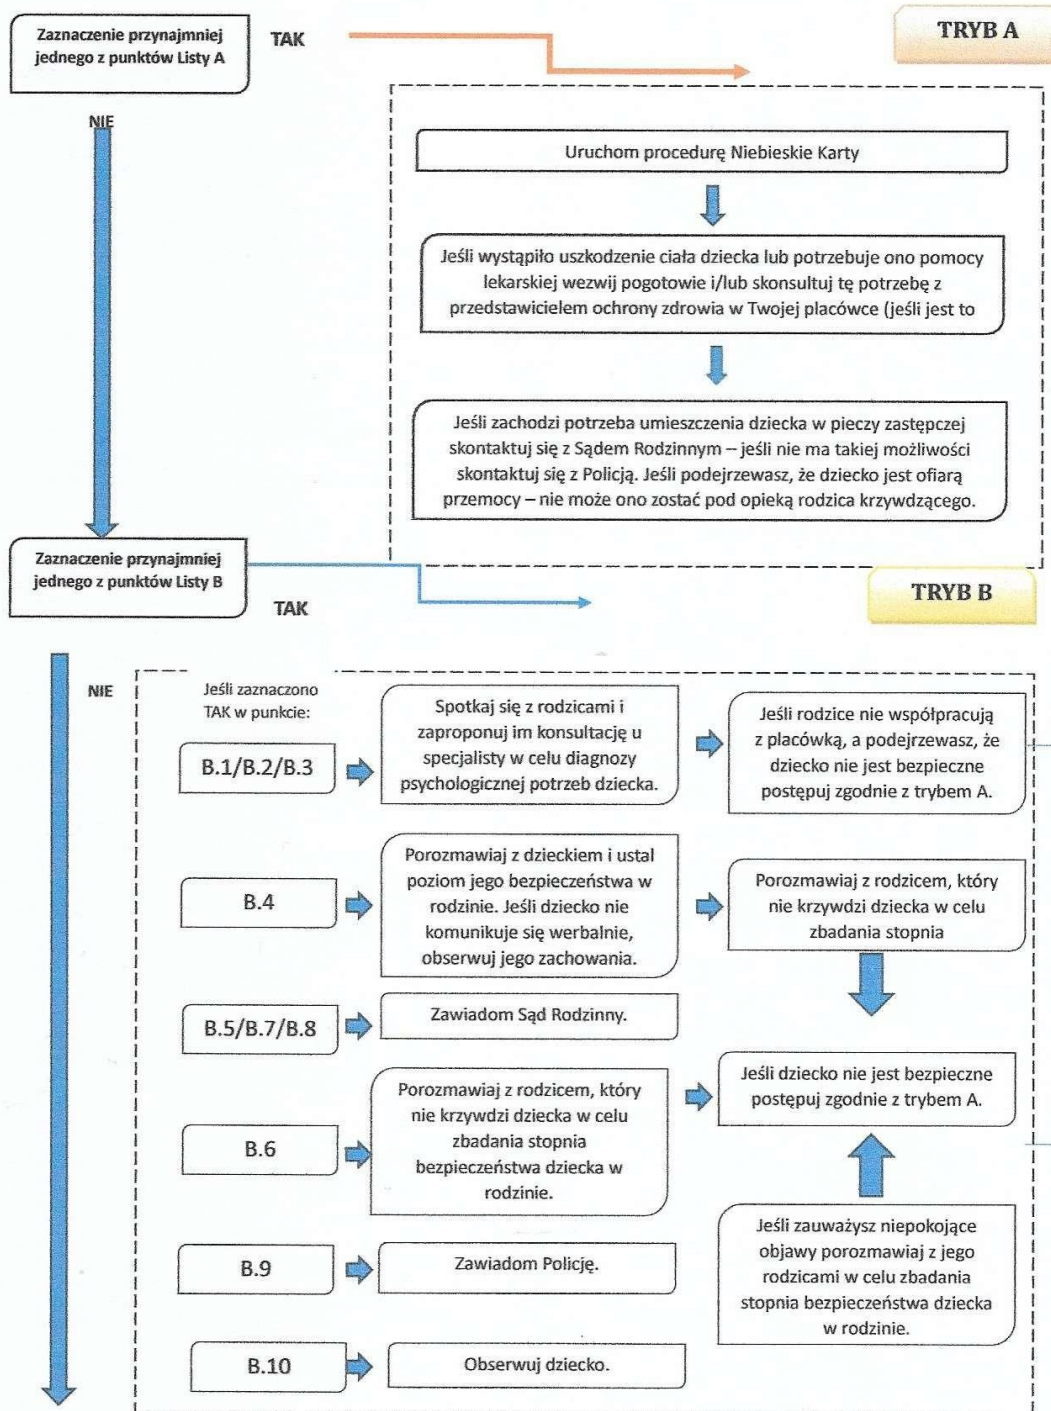 Zaznaczenie przynajmniej
jednego z punktów Listy A
TAK
TRYB A
NIE
Uruchom procedurę Niebieskie Karty
Jeśli wystąpiło uszkodzenie ciała dziecka lub potrzebuje ono pomocy
lekarskiej wezwij pogotowie i/lub skonsultuj tę potrzebę z
przedstawicielem ochrony zdrowia w Twojej placówce (jeśli jest to
Jeśli zachodzi potrzeba umieszczenia dziecka w pieczy zastępczej
skontaktuj się z Sądem Rodzinnym – jeśli nie ma takiej możliwości
skontaktuj się z Policją. Jeśli podejrzewasz, że dziecko jest ofiarą
przemocy – nie może ono zostać pod opieką rodzica krzywdzącego.
Zaznaczenie przynajmniej
jednego z punktów Listy B
TAK
TRYB B
NIE
Jeśli zaznaczono
TAK w punkcie:
B.1/B.2/B.3
Spotkaj się z rodzicami i
zaproponuj im konsultację u
specjalisty w celu diagnozy
psychologicznej potrzeb dziecka.
Jeśli rodzice nie współpracują
z placówką, a podejrzewasz, że
dziecko nie jest bezpieczne
postępuj zgodnie z trybem A.
B.4
Porozmawiaj z dzieckiem i ustal
poziom jego bezpieczeństwa w
rodzinie. Jeśli dziecko nie
komunikuje się werbalnie,
obserwuj jego zachowania.
Porozmawiaj z rodzicem, który
nie krzywdzi dziecka w celu
zbadania stopnia
B.5/B.7/B.8
Zawiadom Sąd Rodzinny.
Jeśli dziecko nie jest bezpieczne
postępuj zgodnie z trybem A.
B.6
Porozmawiaj z rodzicem, który
nie krzywdzi dziecka w celu
zbadania stopnia
bezpieczeństwa dziecka w
rodzinie.
Jeśli zauważysz niepokojące
objawy porozmawiaj z jego
rodzicami w celu zbadania
stopnia bezpieczeństwa dziecka
w rodzinie.
B.9
Zawiadom Policję.
B.10
Obserwuj dziecko.